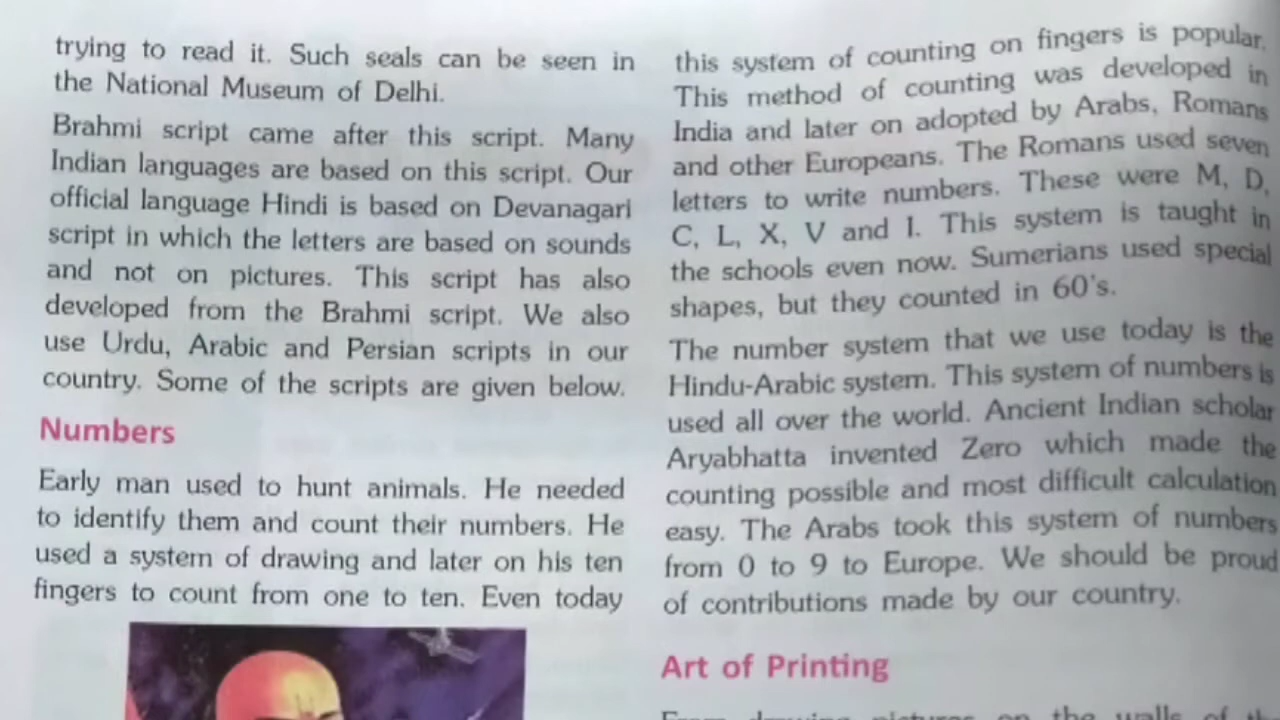 trying to read it. Such seals can be seen in
the National Museum of Delhi.
Brahmi script came after this script. Many
Indian languages are based on this script. Our
official language Hindi is based on Devanagari
script in which the letters are based on sounds
and not on pictures. This script has also
developed from the Brahmi script. We also
use Urdu, Arabic and Persian scripts in our
country. Some of the scripts are given below.
Numbers
Early man used to hunt animals. He needed
to identify them and count their numbers. He
used a system of drawing and later on his ten
fingers to count from one to ten. Even today
this system of counting on fingers is popular.
This method of counting was developed in
India and later on adopted by Arabs, Romans
and other Europeans. The Romans used seven
letters to write numbers. These were M, D,
C, L, X, V and I. This system is taught in
the schools even now. Sumerians used special
shapes, but they counted in 60's.
The number system that we use today is the
Hindu-Arabic system. This system of numbers is
used all over the world. Ancient Indian scholar
Aryabhatta invented Zero which made the
counting possible and most difficult calculation
easy. The Arabs took this system of numbers
from 0 to 9 to Europe. We should be proud
of contributions made by our country.
Art of Printing
From drawing pictures on the walls of